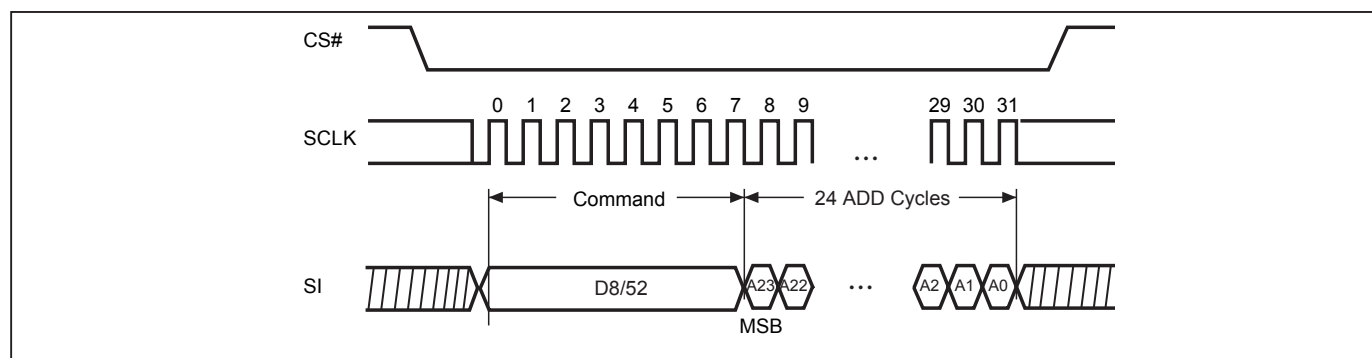 CS#
0 1 2 3 4 5 6 7 8 9 29 30 31
SCLK
...
Command 24 ADD Cycles
SI D8/52 A23 A22 ... A2 A1 A0
MSB